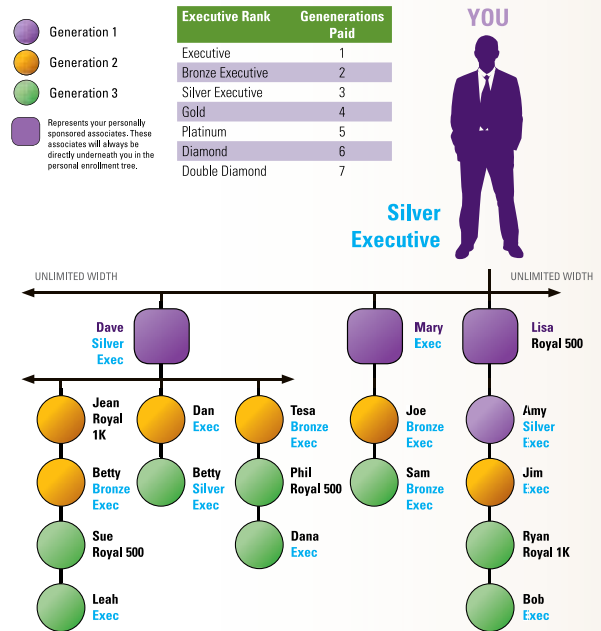 Generation 1
Generation 2
Generation 3
Represents your personally
sponsored associates. These
associates will always be
directly underneath you in the
personal enrollment tree.
Executive Rank Genenerations
Paid
Executive 1
Bronze Executive 2
Silver Executive 3
Gold 4
Platinum 5
Diamond 6
Double Diamond 7
YOU
Silver
Executive
UNLIMITED WIDTH
UNLIMITED WIDTH
Dave
Silver
Exec
Mary
Exec
Lisa
Royal 500
Jean
Royal
1K
Dan
Exec
Tesa
Bronze
Exec
Joe
Bronze
Exec
Amy
Silver
Exec
Betty
Bronze
Exec
Betty
Silver
Exec
Phil
Royal 500
Sam
Bronze
Exec
Jim
Exec
Sue
Royal 500
Dana
Exec
Ryan
Royal 1K
Leah
Exec
Bob
Exec